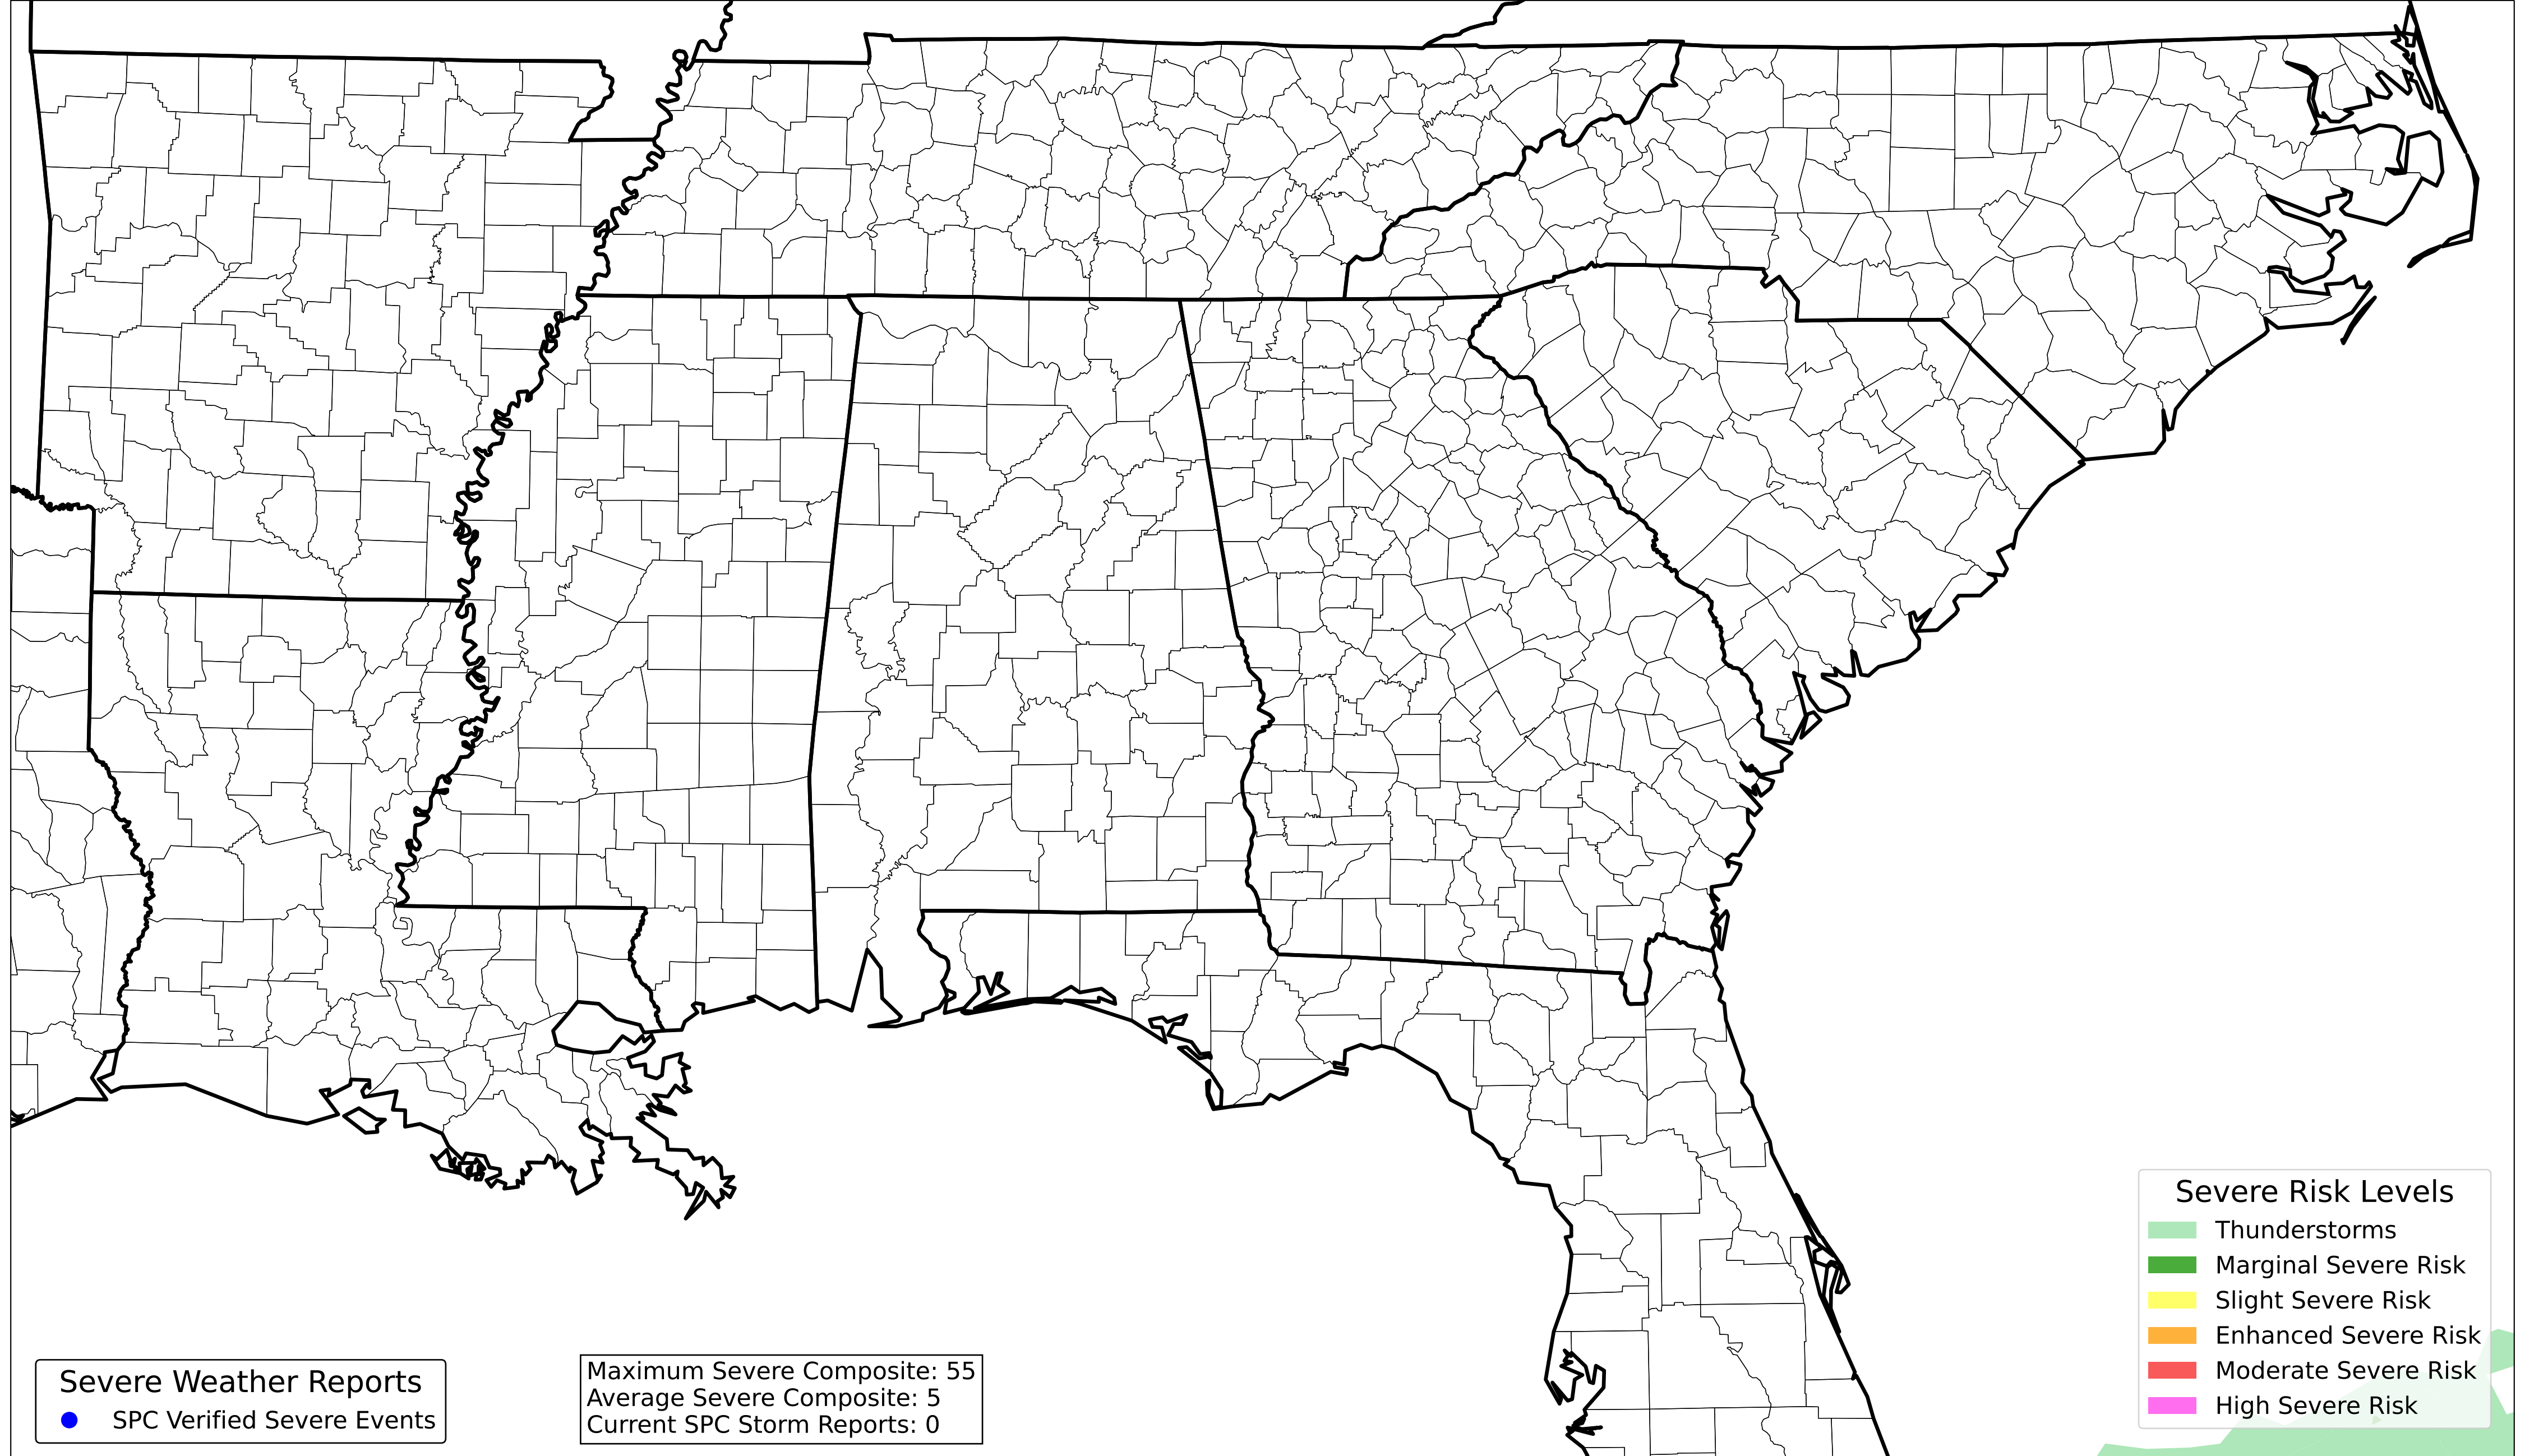 Severe Risk Levels
Thunderstorms
Marginal Severe Risk
Slight Severe Risk
Enhanced Severe Risk
Moderate Severe Risk
High Severe Risk
Severe Weather Reports
SPC Verified Severe Events
Maximum Severe Composite: 55
Average Severe Composite: 5
Current SPC Storm Reports: 0